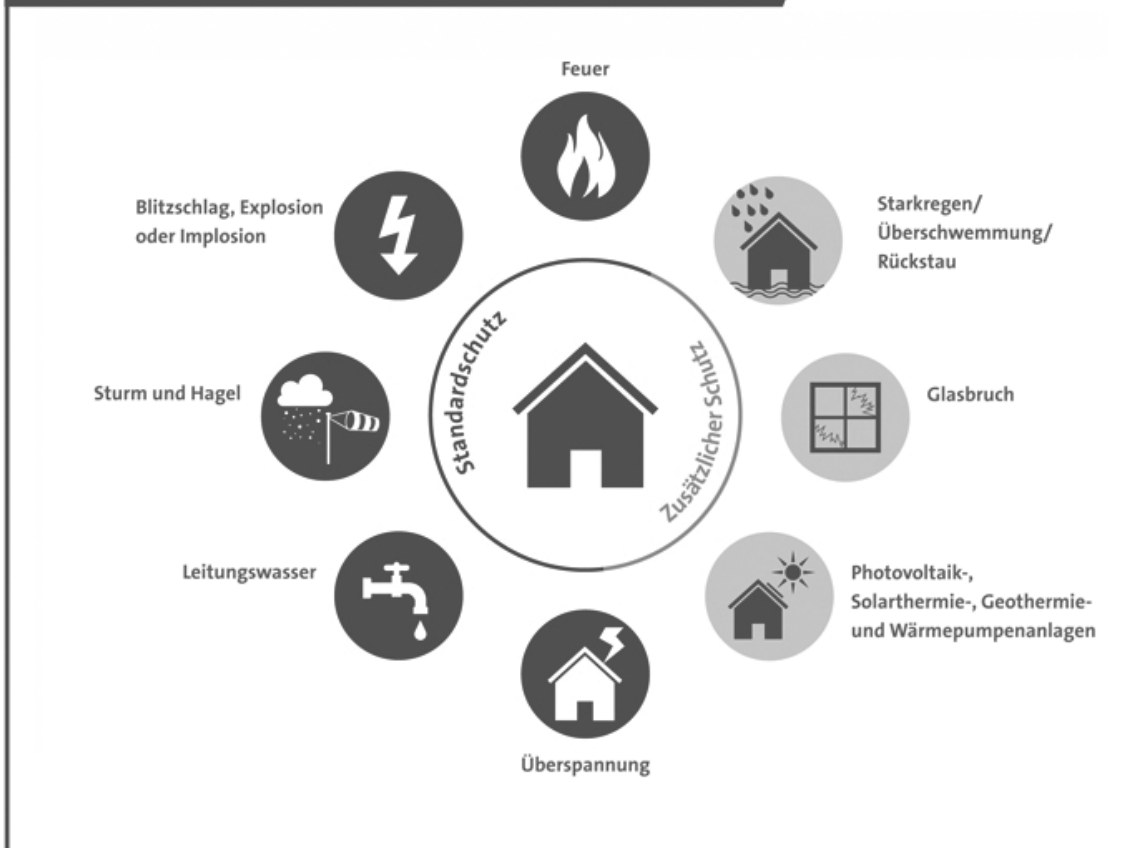 Feuer
Blitzschlag, Explosion
oder Implosion
Starkregen/
Überschwemmung/
Rückstau
Standardschutz
Zusätzlicher Schutz
Sturm und Hagel
Glasbruch
Leitungswasser
Photovoltaik-,
Solarthermie-, Geothermie-
und Wärmepumpenanlagen
Überspannung